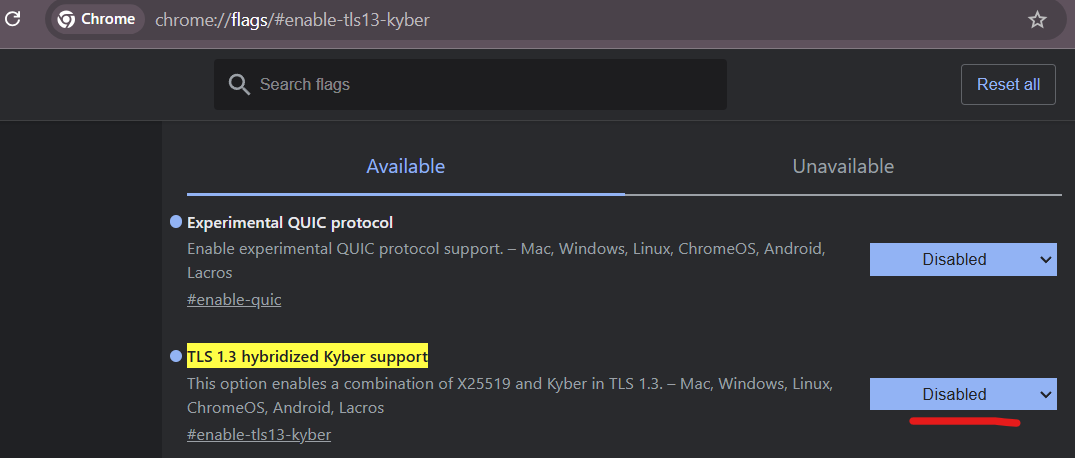 Chrome
chrome://flags/#enable-tls13-kyber
Search flags
Reset all
Available
Unavailable
Experimental QUIC protocol
Enable experimental QUIC protocol support. – Mac, Windows, Linux, ChromeOS, Android,
Lacros
#enable-quic
Disabled
TLS 1.3 hybridized Kyber support
This option enables a combination of X25519 and Kyber in TLS 1.3. – Mac, Windows, Linux,
ChromeOS, Android, Lacros
#enable-tls13-kyber
Disabled